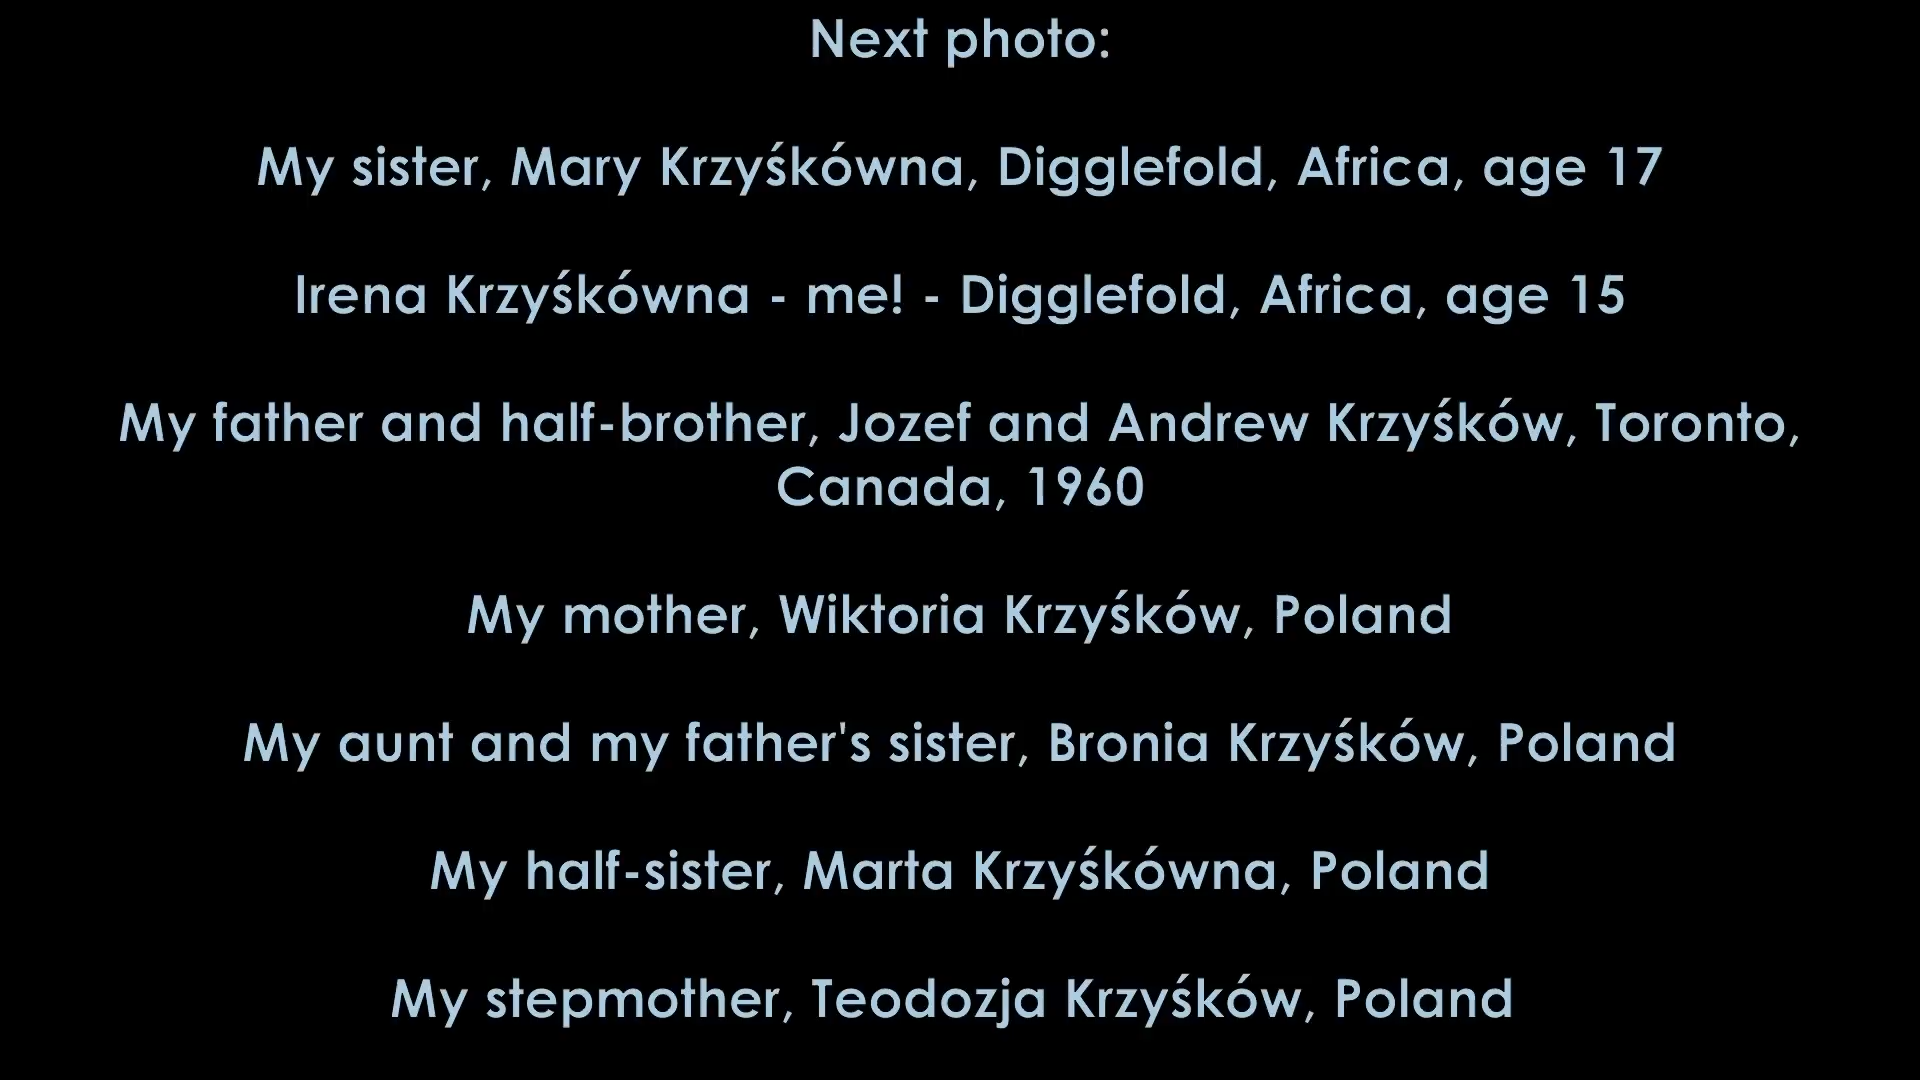 Next photo:
My sister, Mary Krzyśkówna, Digglefold, Africa, age 17
Irena Krzyśkówna - me! - Digglefold, Africa, age 15
My father and half-brother, Jozef and Andrew Krzyśków, Toronto,
Canada, 1960
My mother, Wiktoria Krzyśków, Poland
My aunt and my father's sister, Bronia Krzyśków, Poland
My half-sister, Marta Krzyśkówna, Poland
My stepmother, Teodozja Krzyśków, Poland